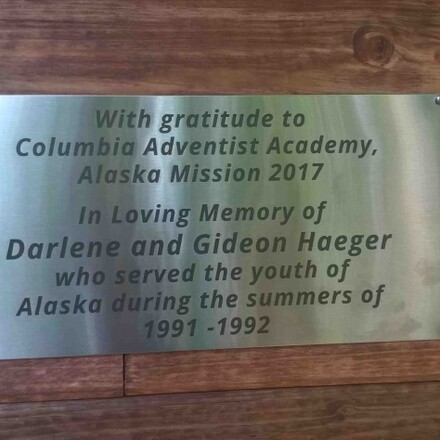 With gratitude to
Columbia Adventist Academy,
Alaska Mission 2017
In Loving Memory of
Darlene and Gideon Haeger
who served the youth of
Alaska during the summers of
1991 -1992